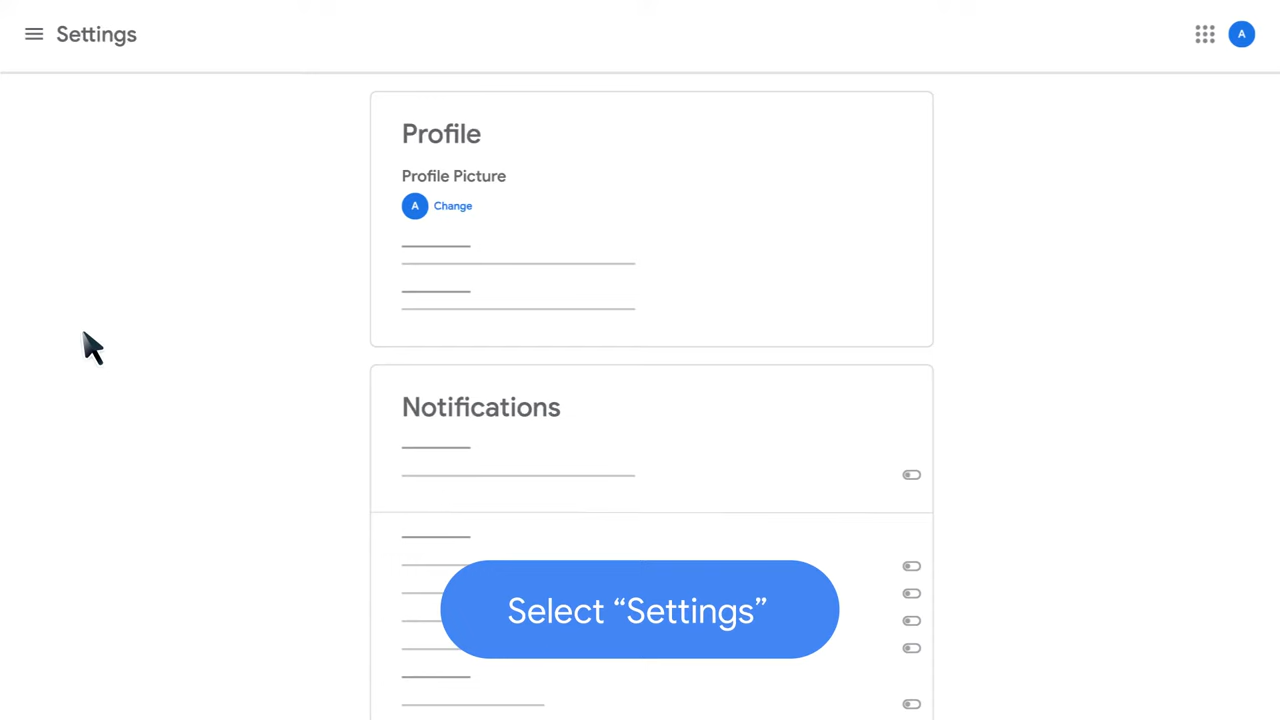 Settings
A
Profile
Profile Picture
A Change
Notifications
Select “Settings”